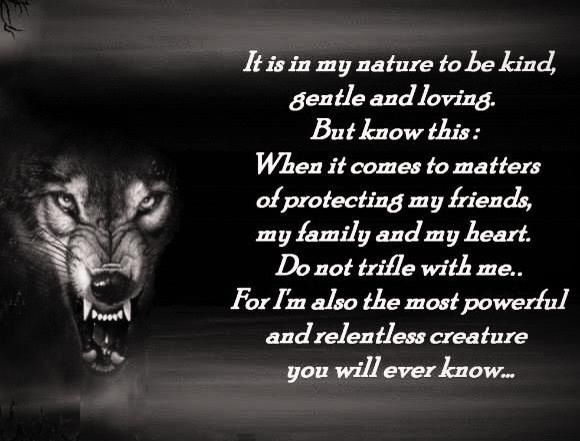 It is in my nature to be kind,
gentle and loving.
But know this :
When it comes to matters
of protecting my friends,
my family and my heart.
Do not trifle with me..
For I'm also the most powerful
and relentless creature
you will ever know...